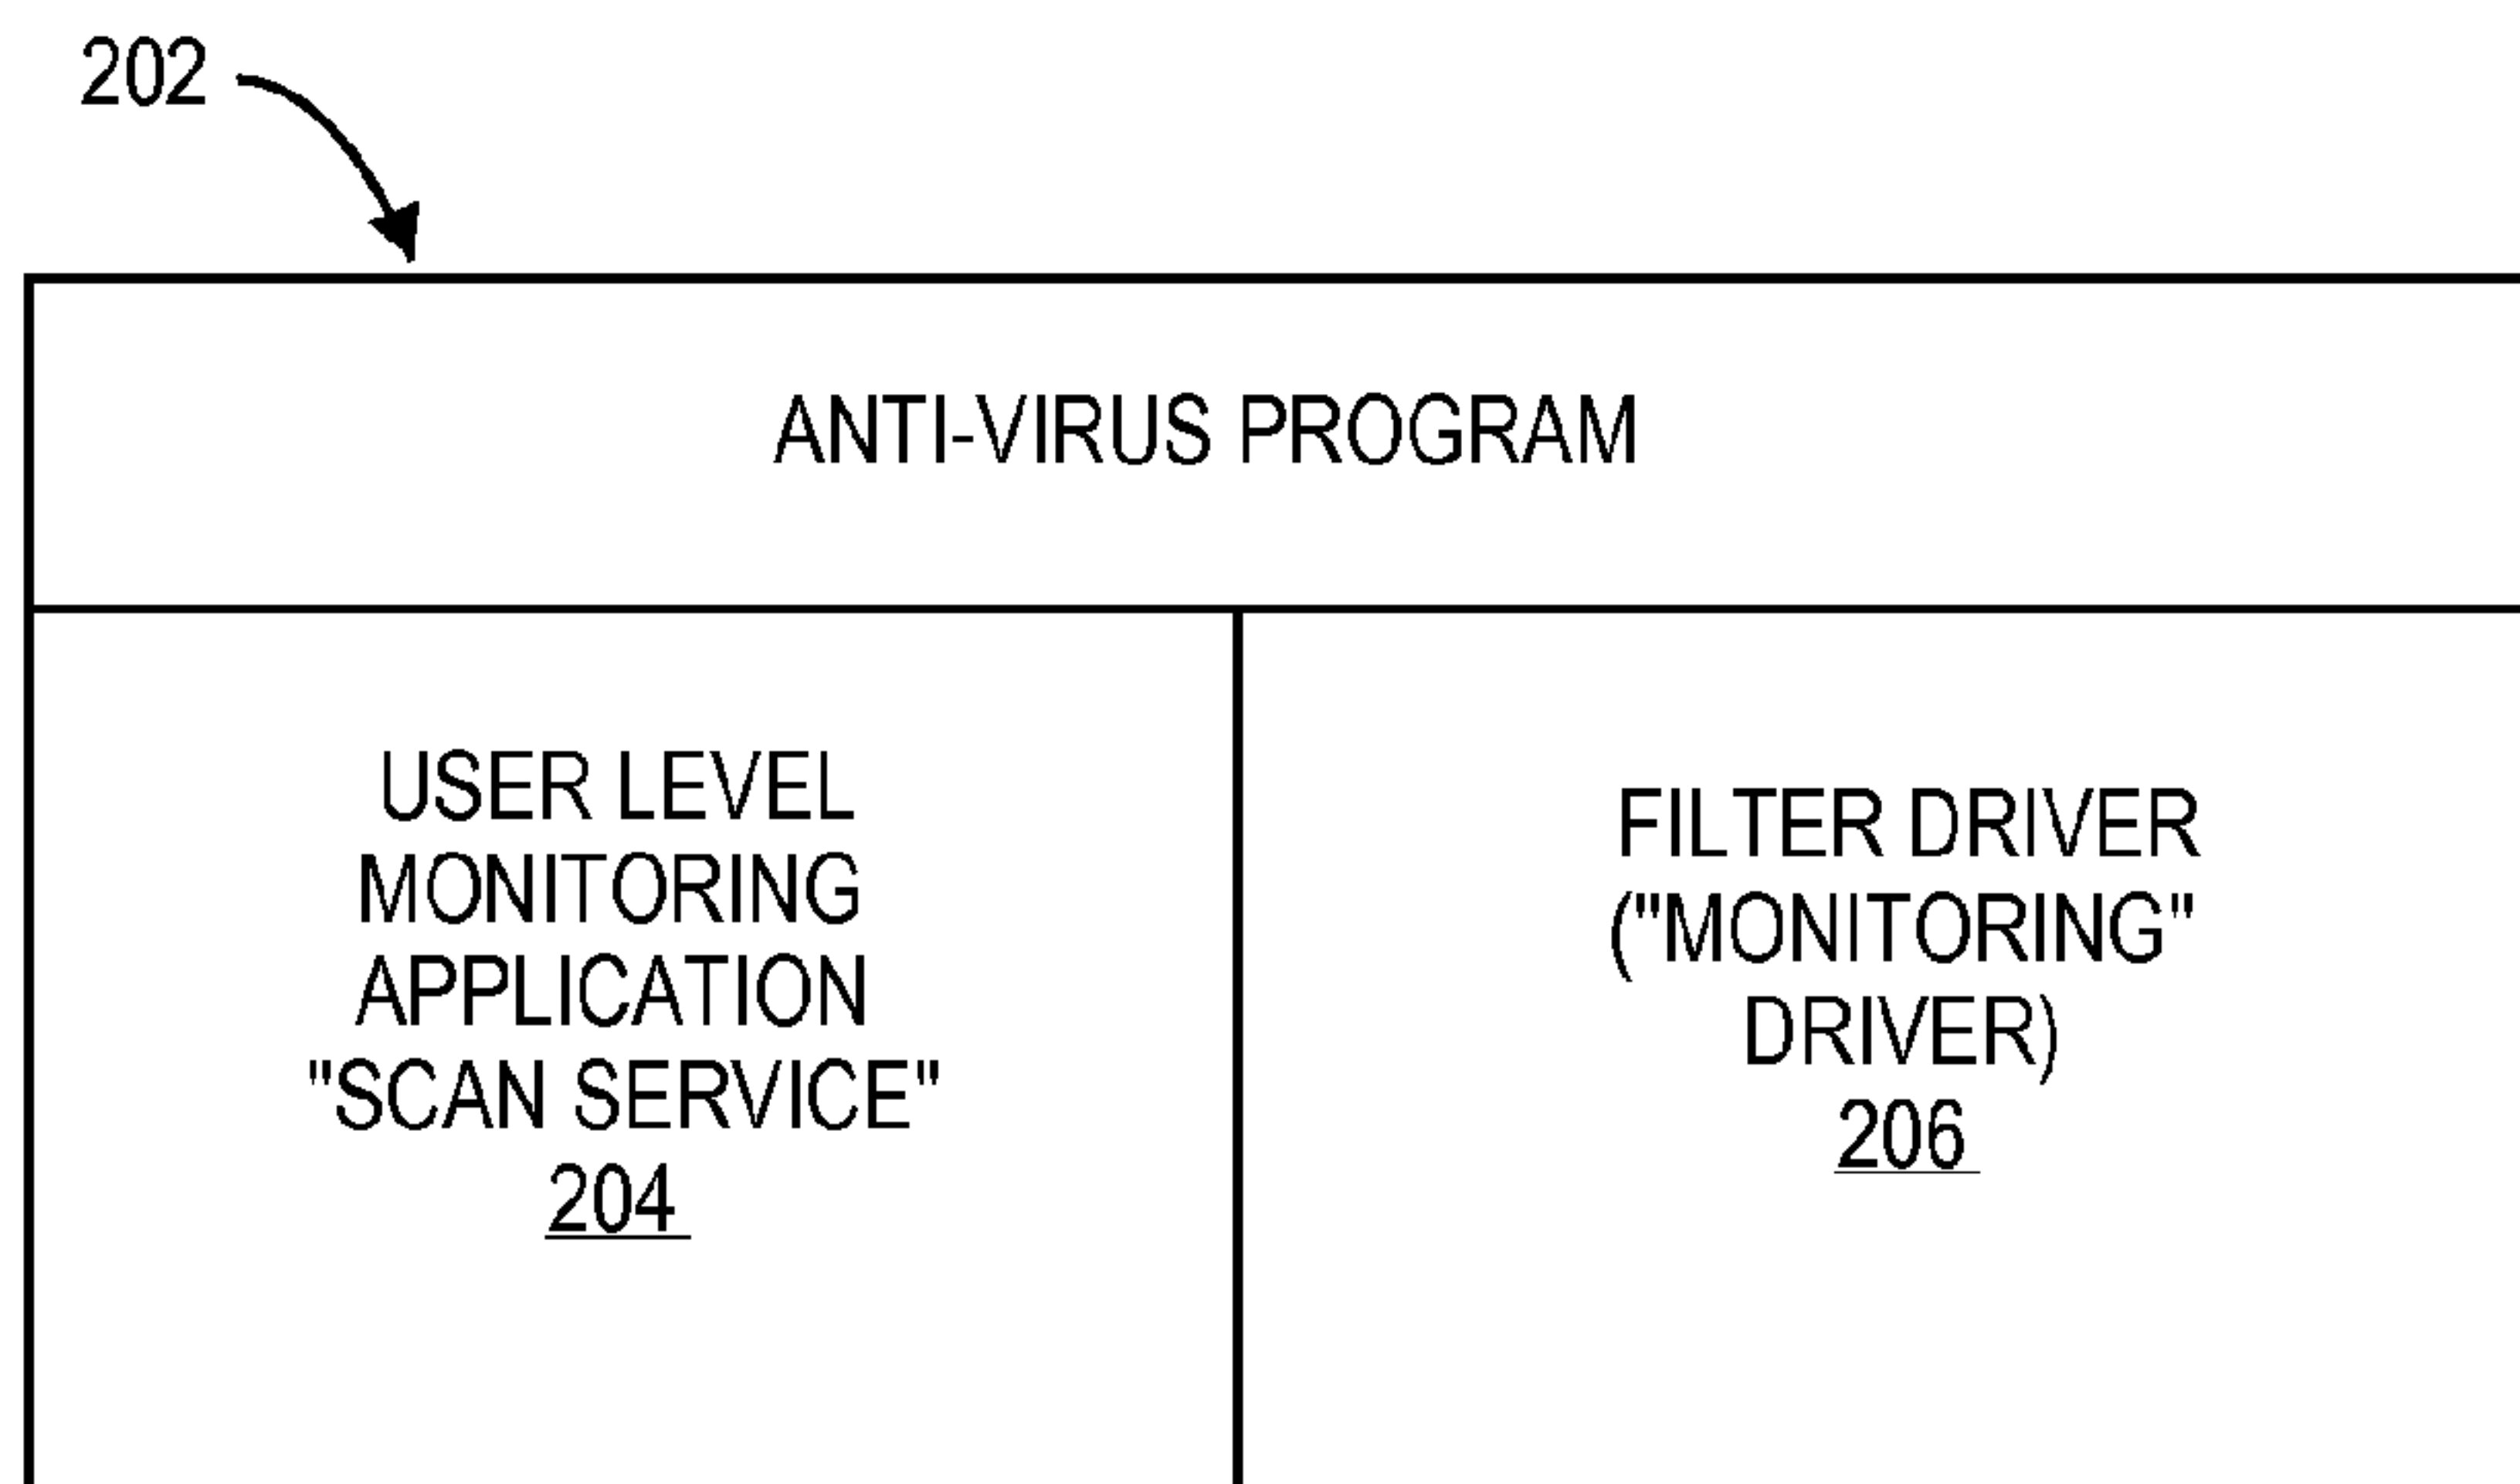 202
ANTI-VIRUS PROGRAM
USER LEVEL
MONITORING
APPLICATION
"SCAN SERVICE"
204
FILTER DRIVER
("MONITORING"
DRIVER)
206